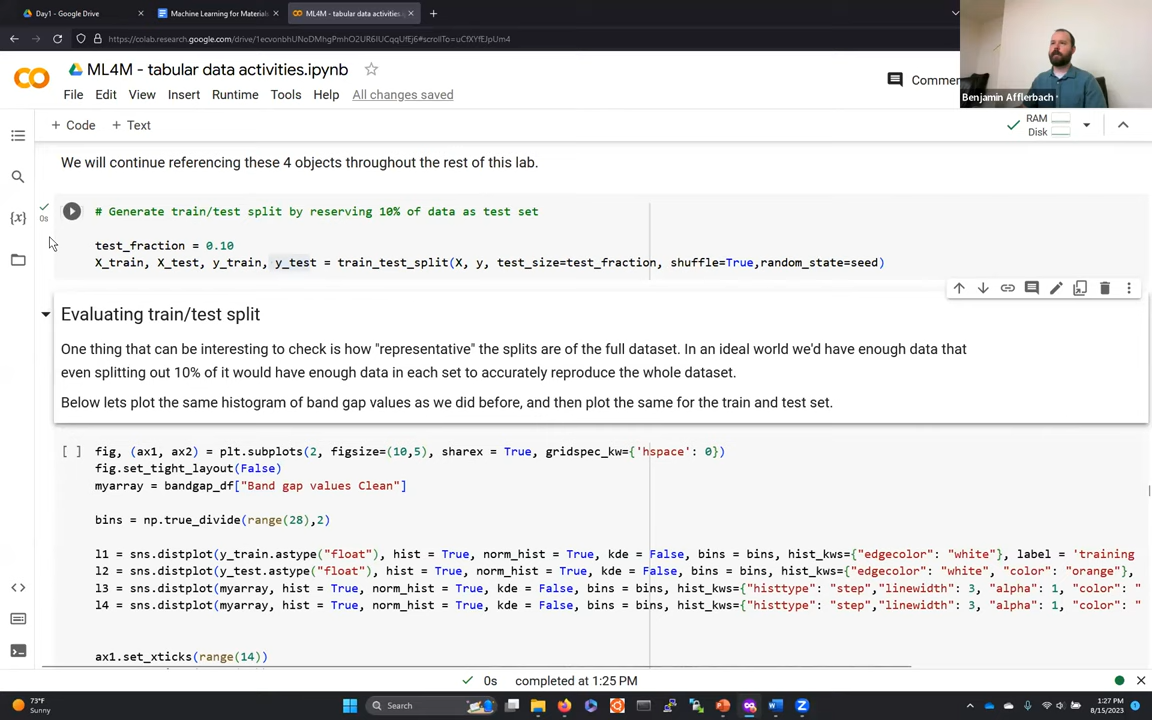 Day1 - Google Drive
Machine Learning for Materials
ML4M - tabular data activities.i
https://colab.research.google.com/drive/1ecvonbhUNoDMhgPmhO2UR6IUCqqUfEj6#scrollTo=uCfXYfEJpUm4
ML4M - tabular data activities.ipynb
File Edit View Insert Runtime Tools Help All changes saved
Comme
Benjamin Afflerbach
+ Code + Text
RAM
Disk
We will continue referencing these 4 objects throughout the rest of this lab.
0s
# Generate train/test split by reserving 10% of data as test set
test_fraction = 0.10
X_train, X_test, y_train, y_test = train_test_split(X, y, test_size=test_fraction, shuffle=True,random_state=seed)
Evaluating train/test split
One thing that can be interesting to check is how "representative" the splits are of the full dataset. In an ideal world we'd have enough data that
even splitting out 10% of it would have enough data in each set to accurately reproduce the whole dataset.
Below lets plot the same histogram of band gap values as we did before, and then plot the same for the train and test set.
[ ] fig, (ax1, ax2) = plt.subplots(2, figsize=(10,5), sharex = True, gridspec_kw={'hspace': 0})
fig.set_tight_layout(False)
myarray = bandgap_df["Band gap values Clean"]
bins = np.true_divide(range(28),2)
l1 = sns.distplot(y_train.astype("float"), hist = True, norm_hist = True, kde = False, bins = bins, hist_kws={"edgecolor": "white"}, label = 'training
l2 = sns.distplot(y_test.astype("float"), hist = True, norm_hist = True, kde = False, bins = bins, hist_kws={"edgecolor": "white", "color": "orange"},
l3 = sns.distplot(myarray, hist = True, norm_hist = True, kde = False, bins = bins, hist_kws={"histtype": "step","linewidth": 3, "alpha": 1, "color": "
l4 = sns.distplot(myarray, hist = True, norm_hist = True, kde = False, bins = bins, hist_kws={"histtype": "step","linewidth": 3, "alpha": 1, "color": "
ax1.set_xticks(range(14))
0s completed at 1:25 PM
73°F
Sunny
Search
1:27 PM
8/15/2023